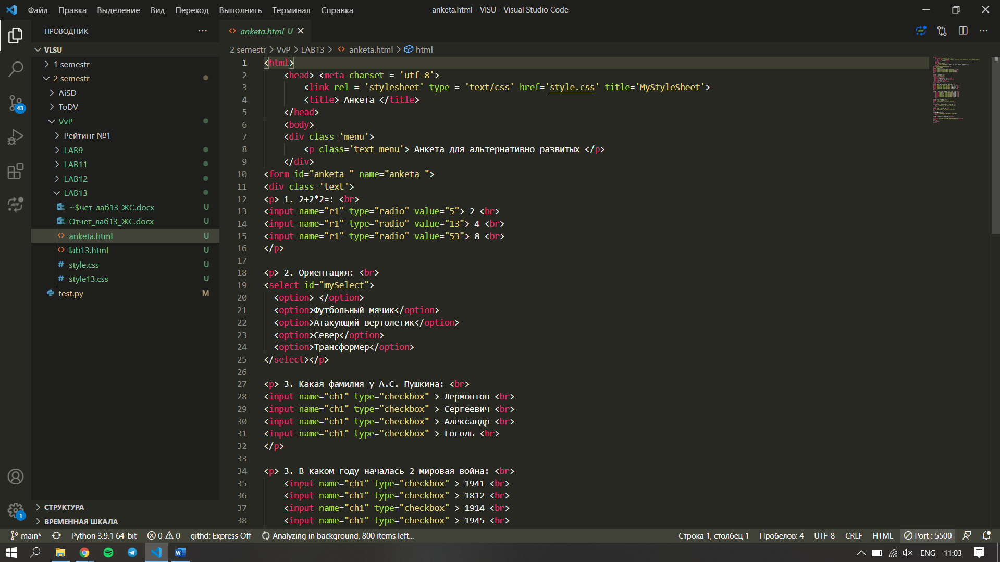 Файл Правка Выделение Вид Переход Выполнить Терминал Справка
anketa.html - VlSU - Visual Studio Code
ПРОВОДНИК
anketa.html U
VLSU
2 semestr > VvP > LAB13 > anketa.html > html
1 semestr
2 semestr
AiSD
ToDV
VvP
Рейтинг №1
LAB9
LAB11
LAB12
LAB13
~$чет_лаб13_ЖС.docx U
Отчет_лаб13_ЖС.docx U
anketa.html U
lab13.html U
style.css U
style13.css U
test.py M
СТРУКТУРА
ВРЕМЕННАЯ ШКАЛА
43
1
1 <html>
2 <head> <meta charset = 'utf-8'>
3 <link rel = 'stylesheet' type = 'text/css' href='style.css' title='MyStyleSheet'>
4 <title> Анкета </title>
5 </head>
6 <body>
7 <div class='menu'>
8 <p class='text_menu'> Анкета для альтернативно развитых </p>
9 </div>
10 <form id="anketa " name="anketa ">
11 <div class='text'>
12 <p> 1. 2+2*2=: <br>
13 <input name="r1" type="radio" value="5"> 2 <br>
14 <input name="r1" type="radio" value="13"> 4 <br>
15 <input name="r1" type="radio" value="53"> 8 <br>
16 </p>
17
18 <p> 2. Ориентация: <br>
19 <select id="mySelect">
20 <option> </option>
21 <option>Футбольный мячик</option>
22 <option>Атакующий вертолетик</option>
23 <option>Север</option>
24 <option>Трансформер</option>
25 </select></p>
26
27 <p> 3. Какая фамилия у А.С. Пушкина: <br>
28 <input name="ch1" type="checkbox" > Лермонтов <br>
29 <input name="ch1" type="checkbox" > Сергеевич <br>
30 <input name="ch1" type="checkbox" > Александр <br>
31 <input name="ch1" type="checkbox" > Гоголь <br>
32 </p>
33
34 <p> 3. В каком году началась 2 мировая война: <br>
35 <input name="ch1" type="checkbox" > 1941 <br>
36 <input name="ch1" type="checkbox" > 1812 <br>
37 <input name="ch1" type="checkbox" > 1914 <br>
38 <input name="ch1" type="checkbox" > 1945 <br>
main* Python 3.9.1 64-bit 0 0 githd: Express Off Analyzing in background, 800 items left... Строка 1, столбец 1 Пробелов: 4 UTF-8 CRLF HTML Port : 5500
ENG 11:03